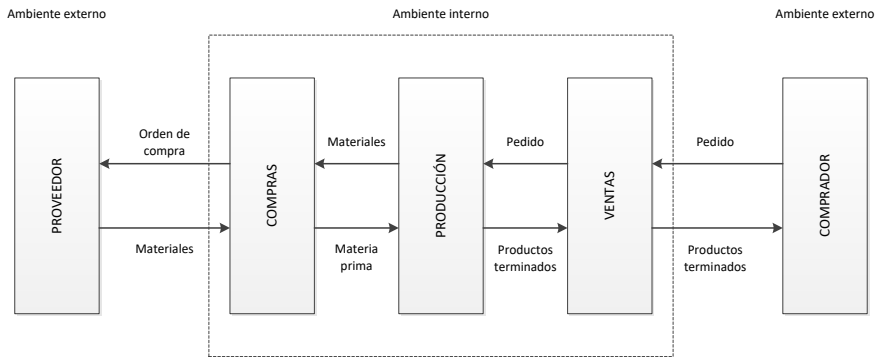 Ambiente externo
Ambiente interno
Ambiente externo
PROVEEDOR
Orden de
compra
Materiales
COMPRAS
Materiales
Materia
prima
PRODUCCIÓN
Pedido
Productos
terminados
VENTAS
Pedido
Productos
terminados
COMPRADOR